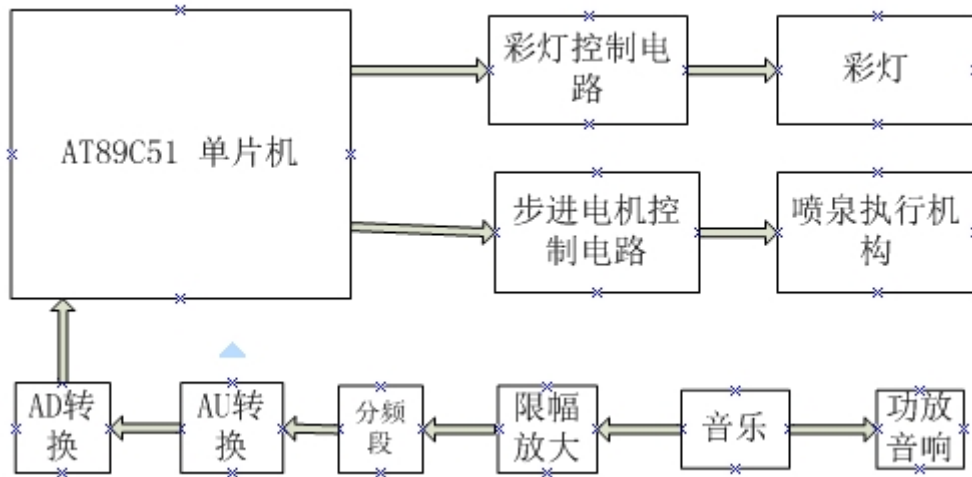 彩灯控制电
路
彩灯
AT89C51 单片机
步进电机控
制电路
喷泉执行机
构
AD转
换
AU转
换
分频
段
限幅
放大
音乐
功放
音响